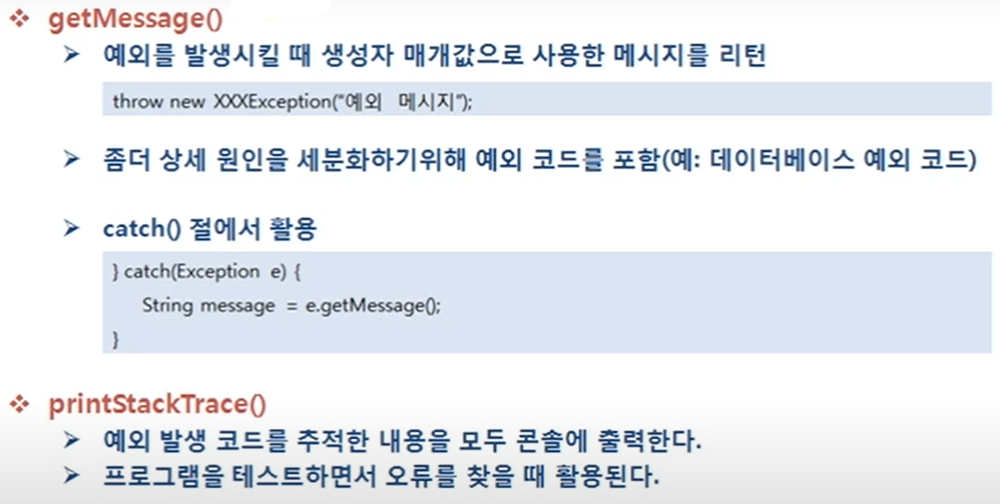 ❖ getMessage()
➢ 예외를 발생시킬 때 생성자 매개값으로 사용한 메시지를 리턴
throw new XXXException("예외 메시지");
➢ 좀더 상세 원인을 세분화하기위해 예외 코드를 포함(예: 데이터베이스 예외 코드)
➢ catch() 절에서 활용
} catch(Exception e) {
String message = e.getMessage();
}
❖ printStackTrace()
➢ 예외 발생 코드를 추적한 내용을 모두 콘솔에 출력한다.
➢ 프로그램을 테스트하면서 오류를 찾을 때 활용된다.